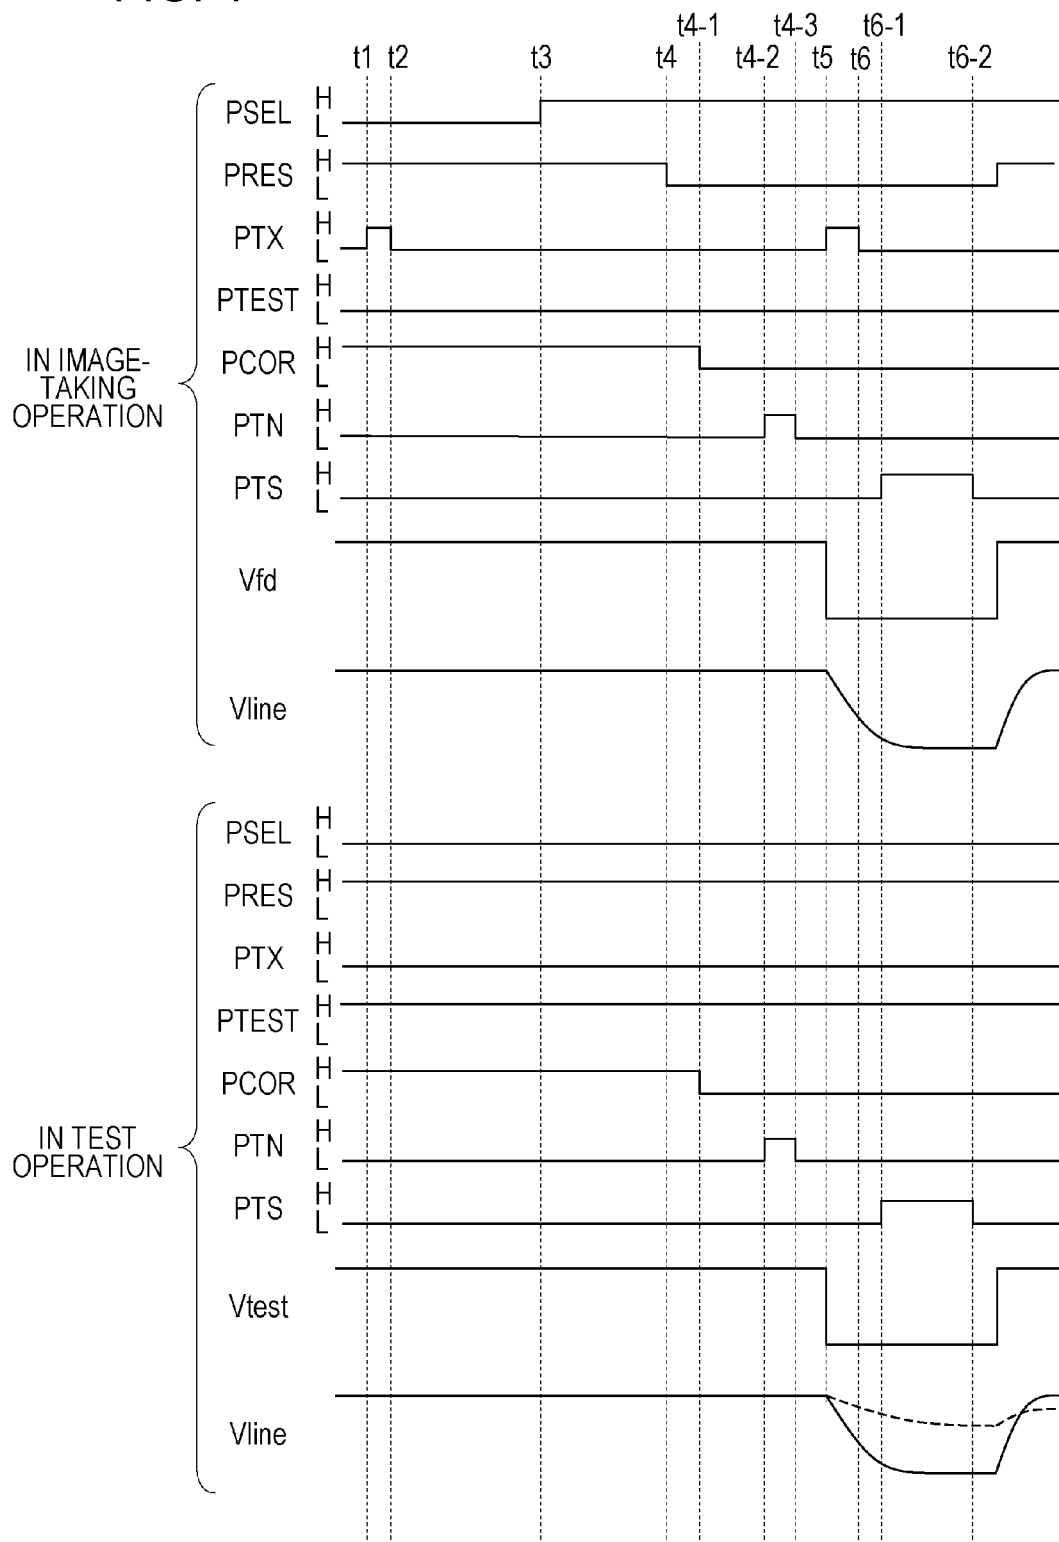 t4-1 t4-3 t6-1
t1 t2 t3 t4 t4-2 t5 t6 t6-2
IN IMAGE-
TAKING
OPERATION
PSEL H
L
PRES H
L
PTX H
L
PTEST H
L
PCOR H
L
PTN H
L
PTS H
L
Vfd
Vline
IN TEST
OPERATION
PSEL H
L
PRES H
L
PTX H
L
PTEST H
L
PCOR H
L
PTN H
L
PTS H
L
Vtest
Vline